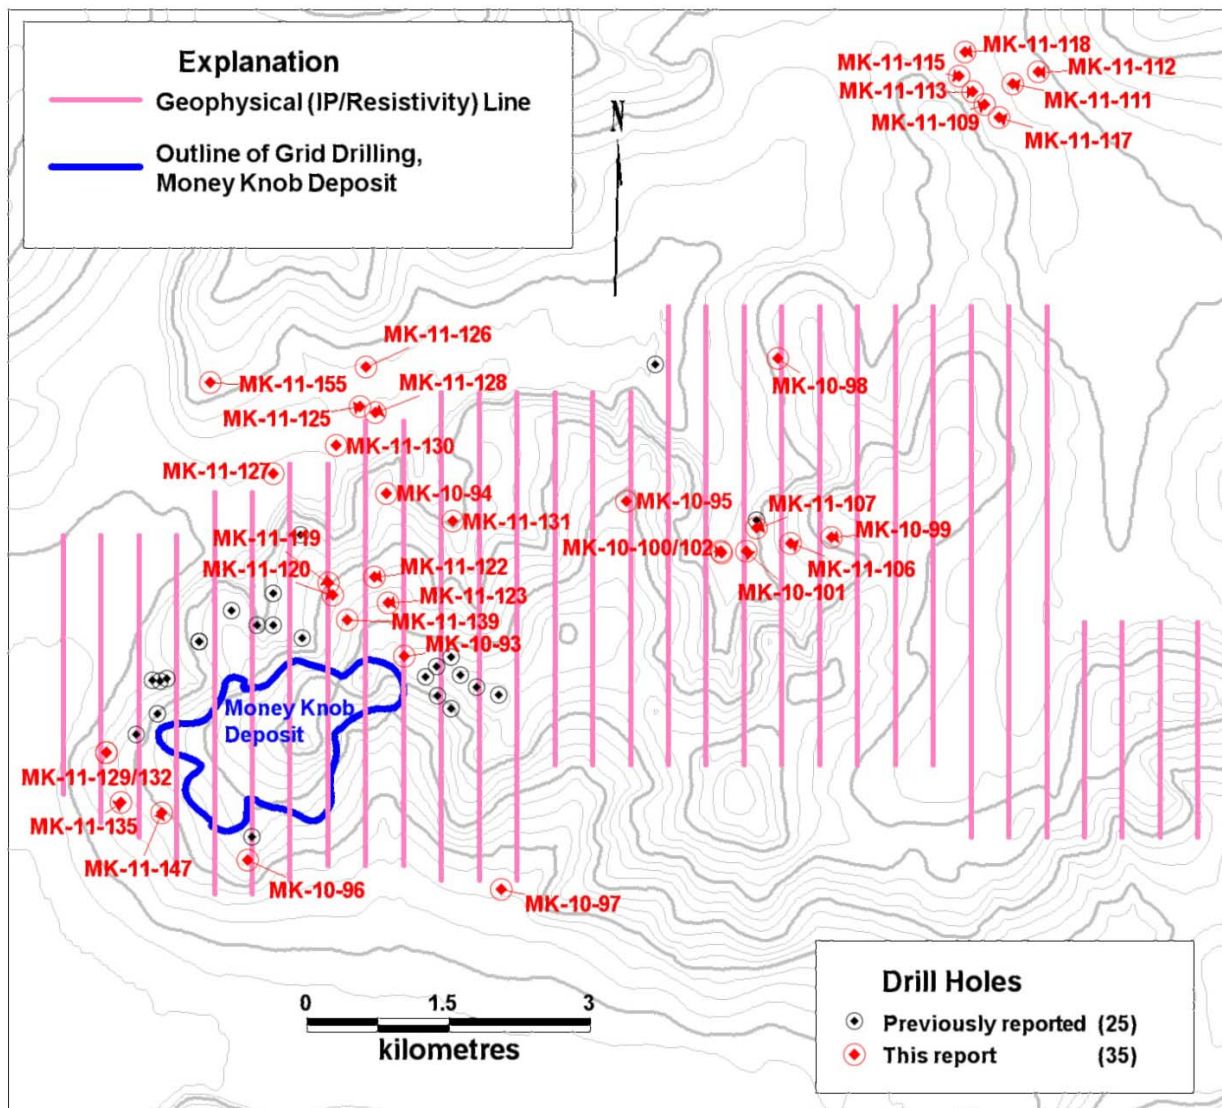 Explanation
Geophysical (IP/Resistivity) Line
Outline of Grid Drilling,
Money Knob Deposit
N
MK-11-118
MK-11-115
MK-11-112
MK-11-113
MK-11-111
MK-11-109
MK-11-117
MK-11-126
MK-11-155
MK-11-128
MK-10-98
MK-11-125
MK-11-130
MK-11-127
MK-10-94
MK-10-95
MK-11-107
MK-11-131
MK-10-99
MK-11-119
MK-10-100/102
MK-11-120
MK-11-122
MK-11-106
MK-11-123
MK-10-101
MK-11-139
MK-10-93
Money Knob
Deposit
MK-11-129/132
MK-11-135
MK-11-147
MK-10-96
MK-10-97
0 1.5 3
kilometres
Drill Holes
Previously reported (25)
This report (35)